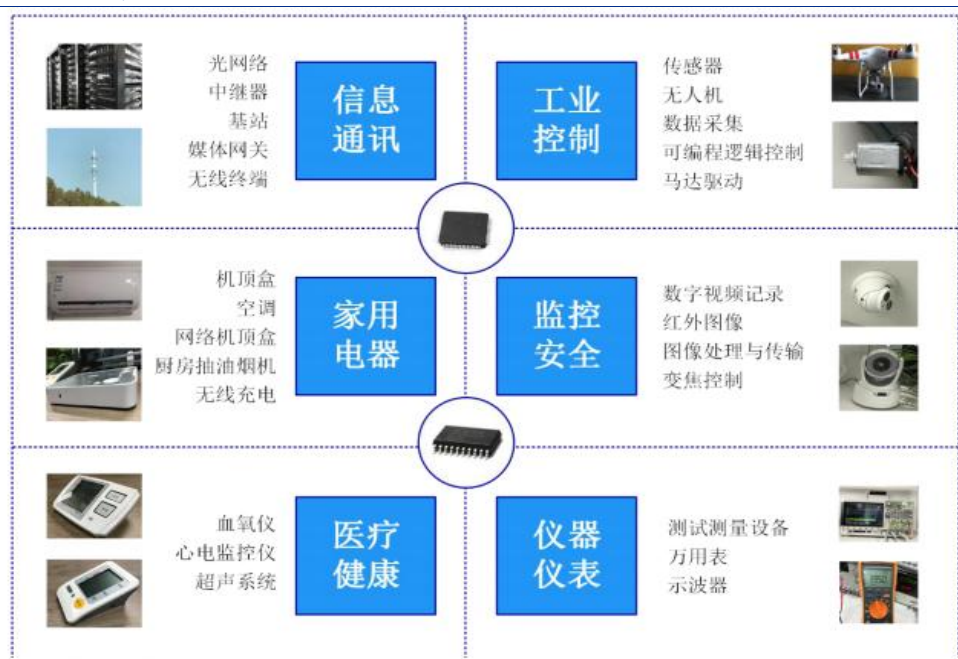 光网络
中继器
基站
媒体网关
无线终端
信息
通讯
工业
控制
传感器
无人机
数据采集
可编程逻辑控制
马达驱动
机顶盒
空调
网络机顶盒
厨房抽油烟机
无线充电
家用
电器
监控
安全
数字视频记录
红外图像
图像处理与传输
变焦控制
血氧仪
心电监控仪
超声系统
医疗
健康
仪器
仪表
测试测量设备
万用表
示波器